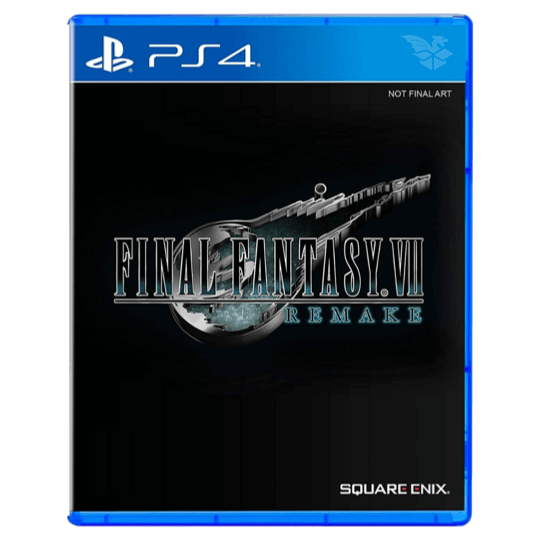 PS4
NOT FINAL ART
FINAL FANTASY VII
REMAKE
SQUARE ENIX.